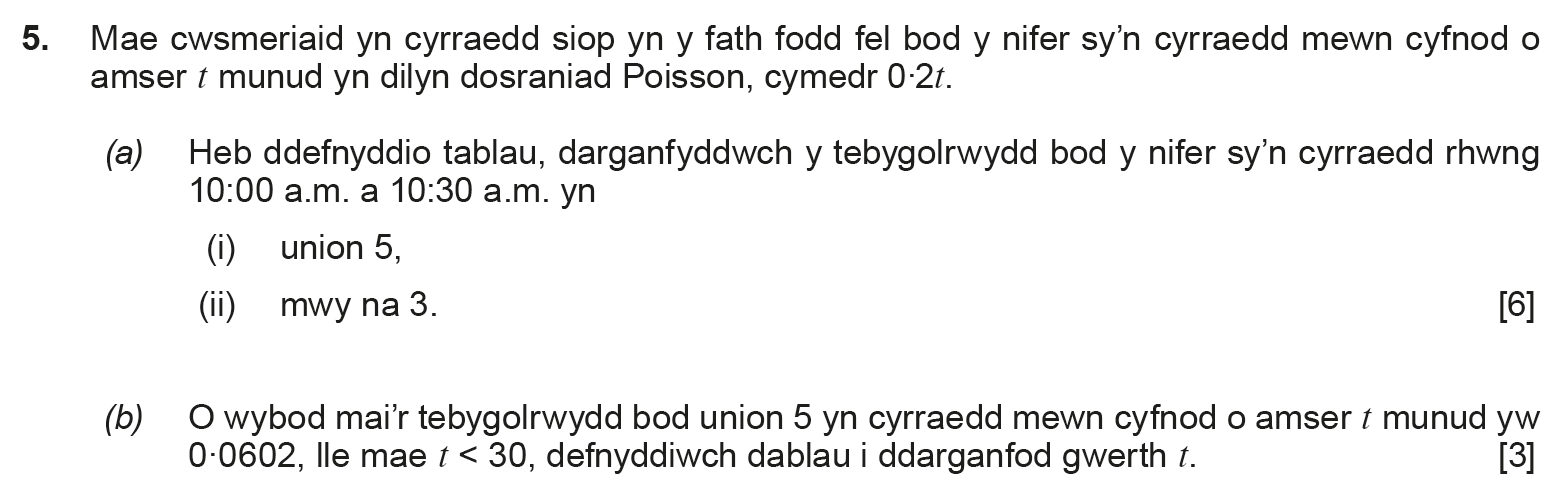 5. Mae cwsmeriaid yn cyrraedd siop yn y fath fodd fel bod y nifer sy’n cyrraedd mewn cyfnod o
amser t munud yn dilyn dosraniad Poisson, cymedr 0·2t.
(a) Heb ddefnyddio tablau, darganfyddwch y tebygolrwydd bod y nifer sy’n cyrraedd rhwng
10:00 a.m. a 10:30 a.m. yn
(i) union 5,
(ii) mwy na 3. [6]
(b) O wybod mai’r tebygolrwydd bod union 5 yn cyrraedd mewn cyfnod o amser t munud yw
0·0602, lle mae t < 30, defnyddiwch dablau i ddarganfod gwerth t. [3]